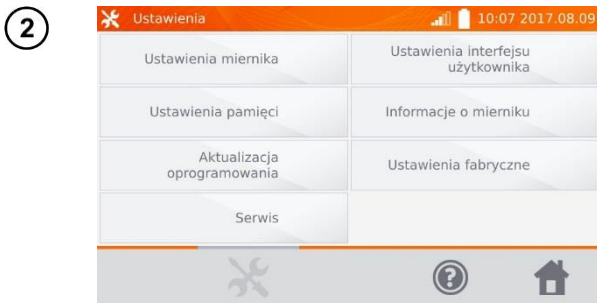 2
Ustawienia
10:07 2017.08.09
Ustawienia miernika
Ustawienia interfejsu
użytkownika
Ustawienia pamięci
Informacje o mierniku
Aktualizacja
oprogramowania
Ustawienia fabryczne
Serwis
?